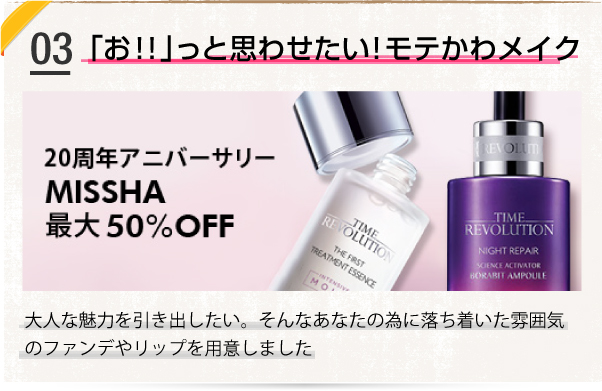 03 「お!!」っと思わせたい!モテかわメイク
20周年アニバーサリー
MISSHA
最大50%OFF
TIME
REVOLUTION
THE FIRST
TREATMENT ESSENCE
INTENSIVE
REVOLUTION
TIME
REVOLUTION
NIGHT REPAIR
SCIENCE ACTIVATOR
BORABIT AMPOULE
大人な魅力を引き出したい。そんなあなたの為に落ち着いた雰囲気
のファンデやリップを用意しました